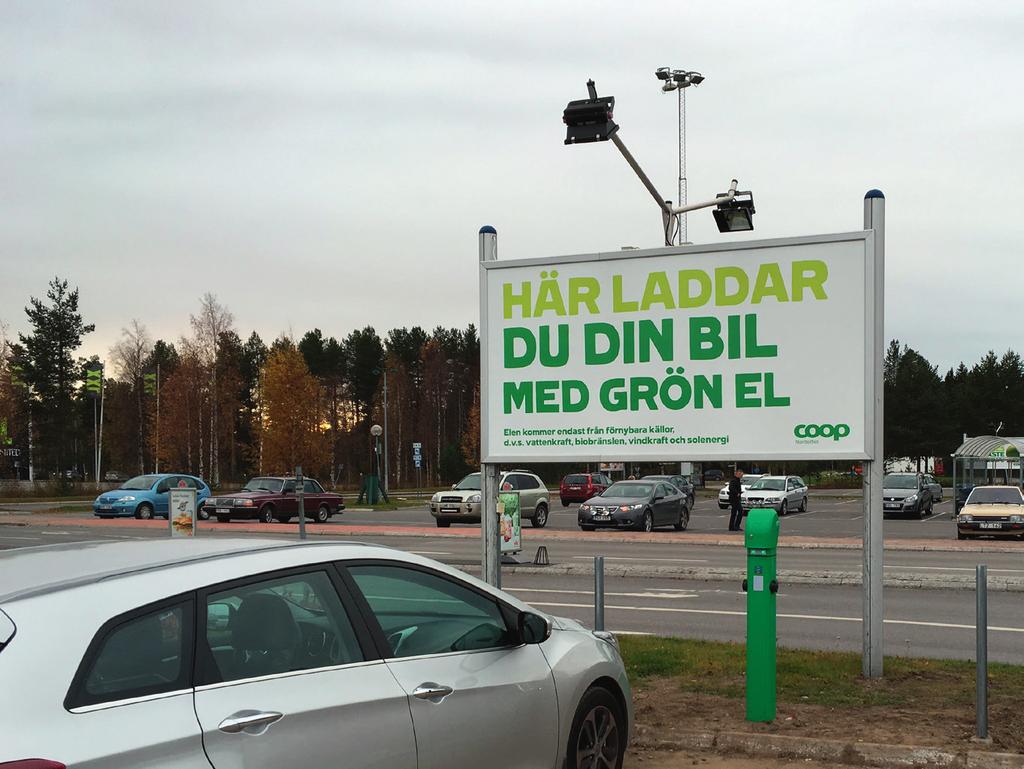 HÄR LADDAR
DU DIN BIL
MED GRÖN EL
Elen kommer endast från förnybara källor,
d.v.s. vattenkraft, biobränslen, vindkraft och solenergi
coop